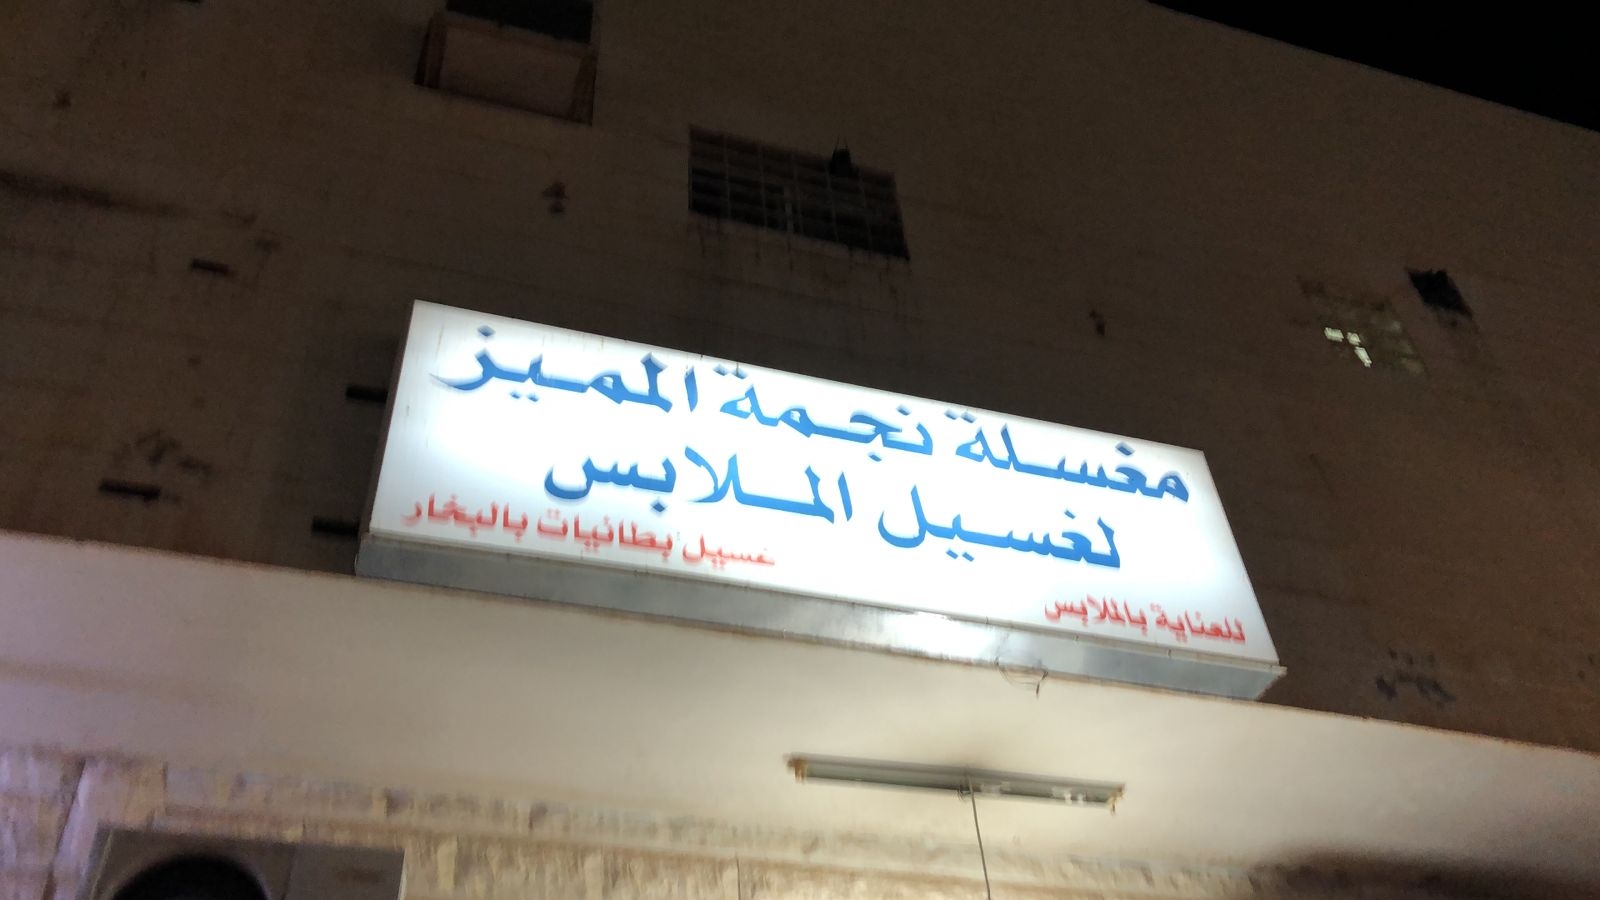 مغسلة نجمة المميز
لغسيل الملابس
للعناية بالملابس
غسيل بطانيات بالبخار